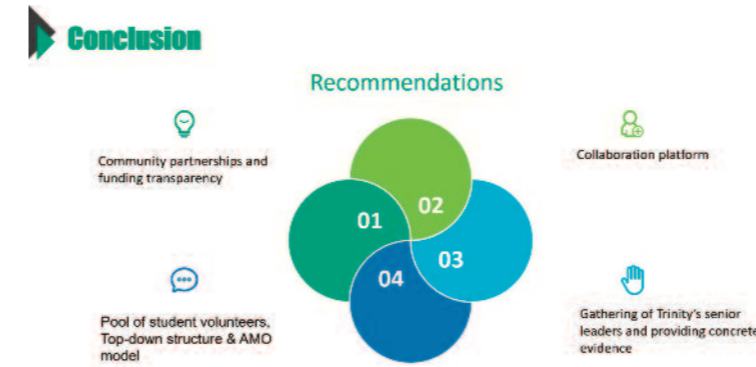 Conclusion
Recommendations
Community partnerships and
funding transparency
Collaboration platform
01
02
03
04
Pool of student volunteers,
Top-down structure & AMO
model
Gathering of Trinity's senior
leaders and providing concrete
evidence